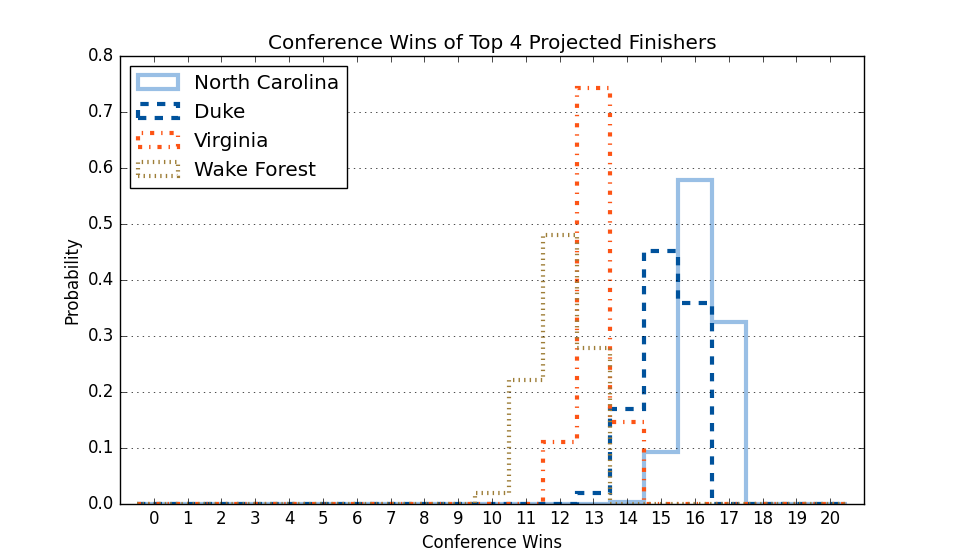 Conference Wins of Top 4 Projected Finishers
0.8
0.7
0.6
0.5
0.4
0.3
0.2
0.1
0.0
Probability
North Carolina
Duke
Virginia
Wake Forest
0 1 2 3 4 5 6 7 8 9 10 11 12 13 14 15 16 17 18 19 20
Conference Wins